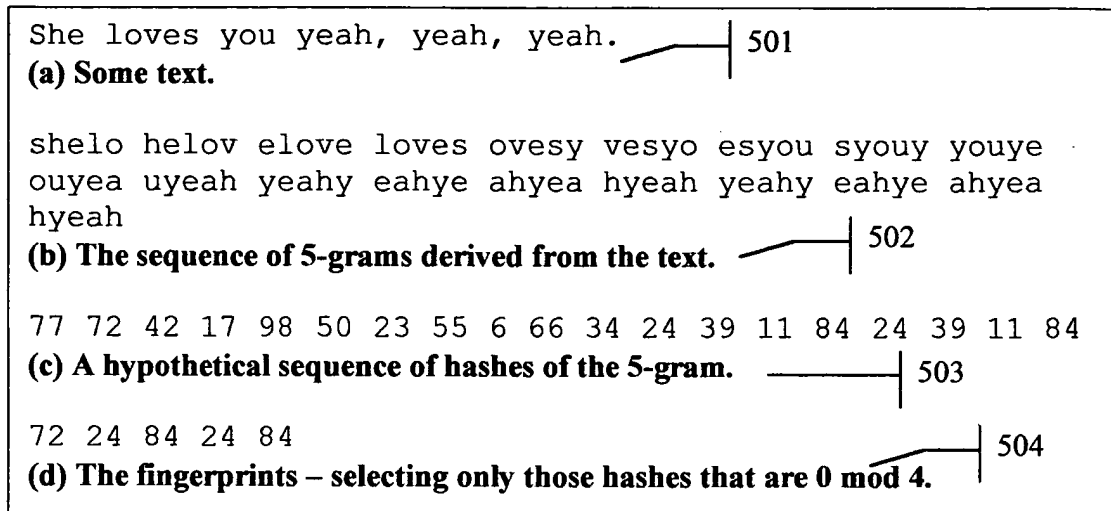 She loves you yeah, yeah, yeah.
501
(a) Some text.
shelo helov elove loves ovesy vesyo esyou syouy youye
ouyea uyeah yeahy eahye ahyea hyeah yeahy eahye ahyea
hyeah
502
(b) The sequence of 5-grams derived from the text.
77 72 42 17 98 50 23 55 6 66 34 24 39 11 84 24 39 11 84
(c) A hypothetical sequence of hashes of the 5-gram.
503
72 24 84 24 84
504
(d) The fingerprints – selecting only those hashes that are 0 mod 4.